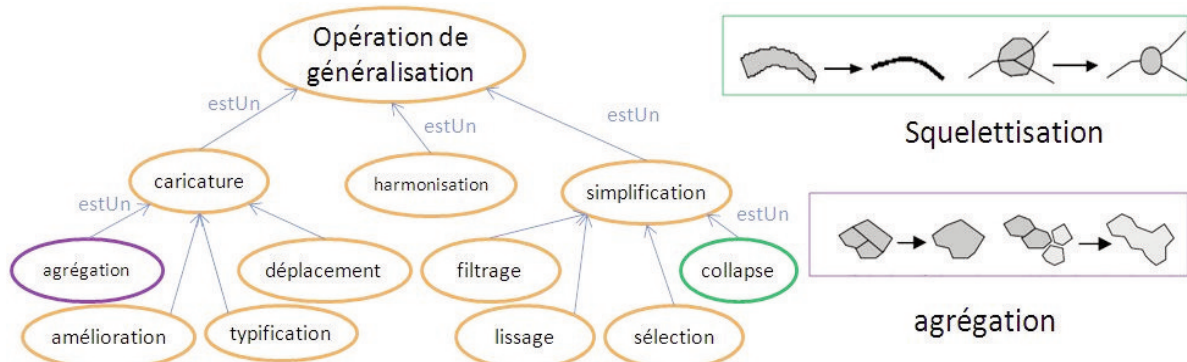 Opération de
généralisation
estUn
estUn
estUn
caricature
harmonisation
simplification
estUn
estUn
agrégation
déplacement
filtrage
collapse
amélioration
typification
lissage
sélection
Squelettisation
agrégation